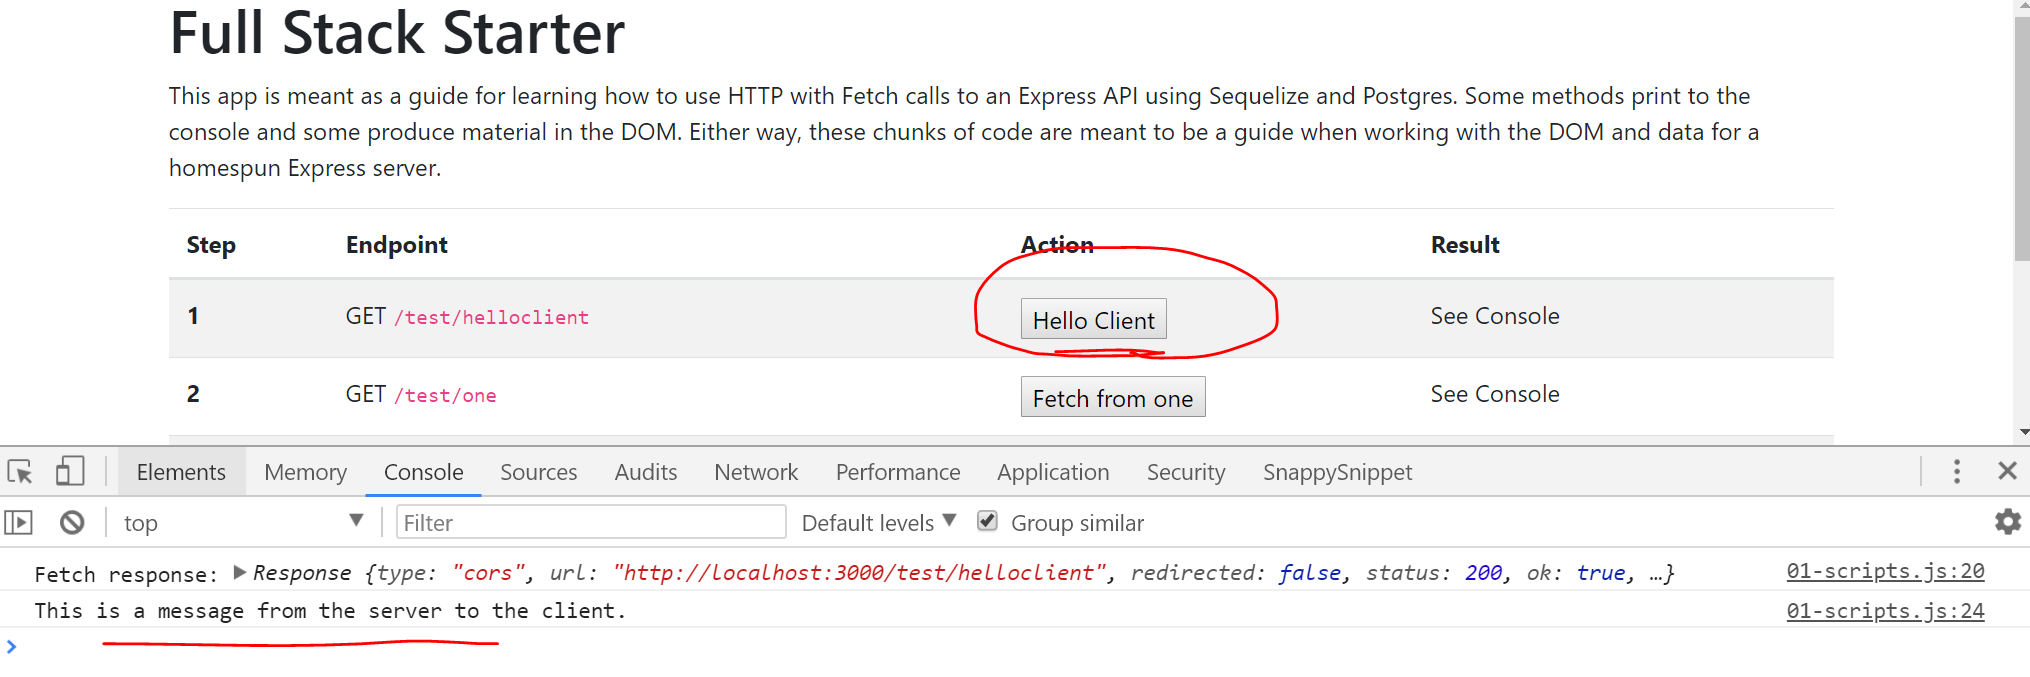 Full Stack Starter
This app is meant as a guide for learning how to use HTTP with Fetch calls to an Express API using Sequelize and Postgres. Some methods print to the
console and some produce material in the DOM. Either way, these chunks of code are meant to be a guide when working with the DOM and data for a
homespun Express server.
Step Endpoint Action Result
1 GET /test/helloclient Hello Client See Console
2 GET /test/one Fetch from one See Console
Elements Memory Console Sources Audits Network Performance Application Security SnappySnippet
top Filter Default levels Group similar
Fetch response: Response {type: "cors", url: "http://localhost:3000/test/helloclient", redirected: false, status: 200, ok: true, …} 01-scripts.js:20
This is a message from the server to the client. 01-scripts.js:24